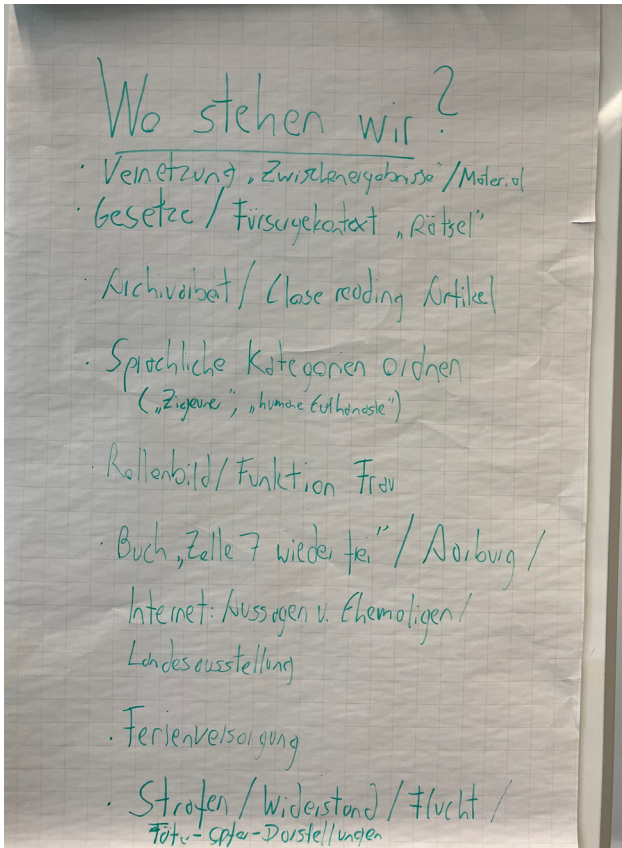 Wo stehen wir?
· Vernetzung „Zwischenergebnisse"/Material
· Gesetze / Fürsorgekontext „Rätsel"
· Archivarbeit / Close reading Artikel
· Sprachliche Kategorien ordnen
(„Zigeuner", „humane Euthanasie")
· Rollenbild/Funktion Frau
· Buch „Zelle 7 wieder frei" / Aarburg /
Internet: Aussagen v. Ehemaligen /
Landesausstellung
· Ferienversorgung
· Strafen / Widerstand / Flucht /
Täter-Opfer-Darstellungen